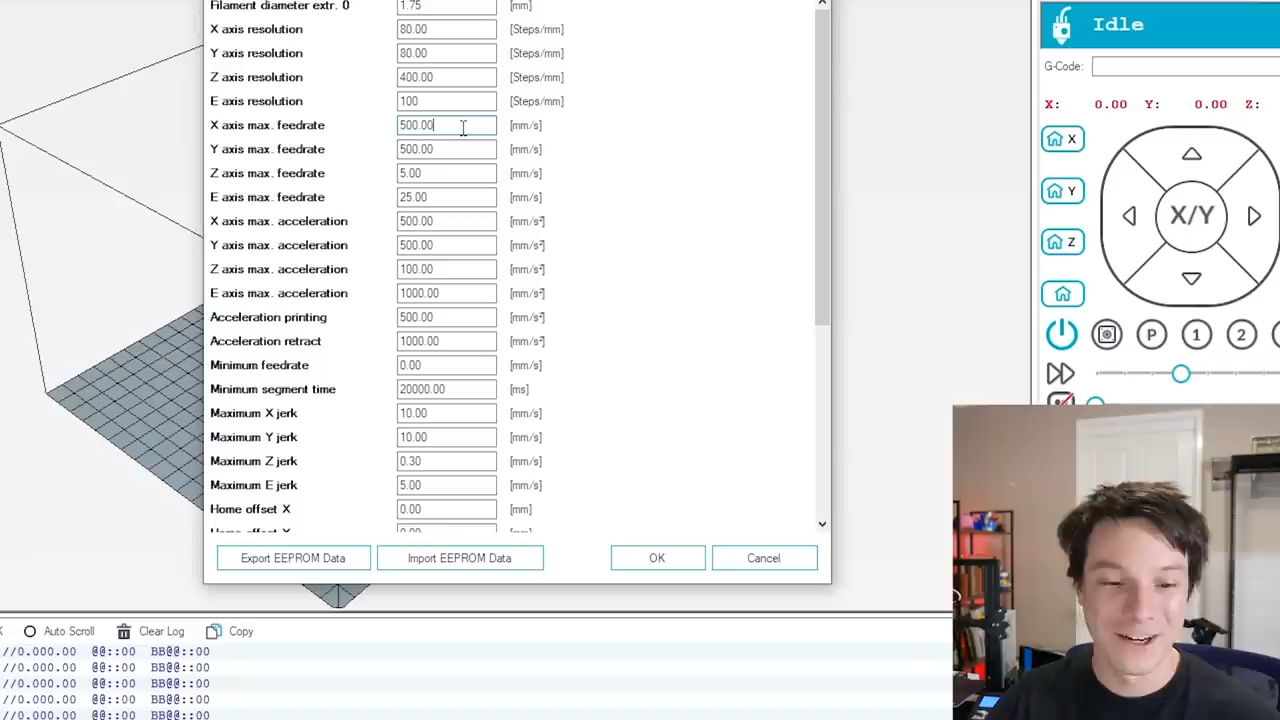 Filament diameter extr. 0 1.75 [mm]
X axis resolution 80.00 [Steps/mm]
Y axis resolution 80.00 [Steps/mm]
Z axis resolution 400.00 [Steps/mm]
E axis resolution 100 [Steps/mm]
X axis max. feedrate 500.00 [mm/s]
Y axis max. feedrate 500.00 [mm/s]
Z axis max. feedrate 5.00 [mm/s]
E axis max. feedrate 25.00 [mm/s]
X axis max. acceleration 500.00 [mm/s²]
Y axis max. acceleration 500.00 [mm/s²]
Z axis max. acceleration 100.00 [mm/s²]
E axis max. acceleration 1000.00 [mm/s²]
Acceleration printing 500.00 [mm/s²]
Acceleration retract 1000.00 [mm/s²]
Minimum feedrate 0.00 [mm/s]
Minimum segment time 20000.00 [ms]
Maximum X jerk 10.00 [mm/s]
Maximum Y jerk 10.00 [mm/s]
Maximum Z jerk 0.30 [mm/s]
Maximum E jerk 5.00 [mm/s]
Home offset X 0.00 [mm]
Export EEPROM Data Import EEPROM Data OK Cancel
Idle
G-Code:
X: 0.00 Y: 0.00 Z:
X
Y
Z
X/Y
P 1 2
Auto Scroll Clear Log Copy
//0.000.00 @@::00 BB@@::00
//0.000.00 @@::00 BB@@::00
//0.000.00 @@::00 BB@@::00
//0.000.00 @@::00 BB@@::00
//0.000.00 @@::00 BB@@::00